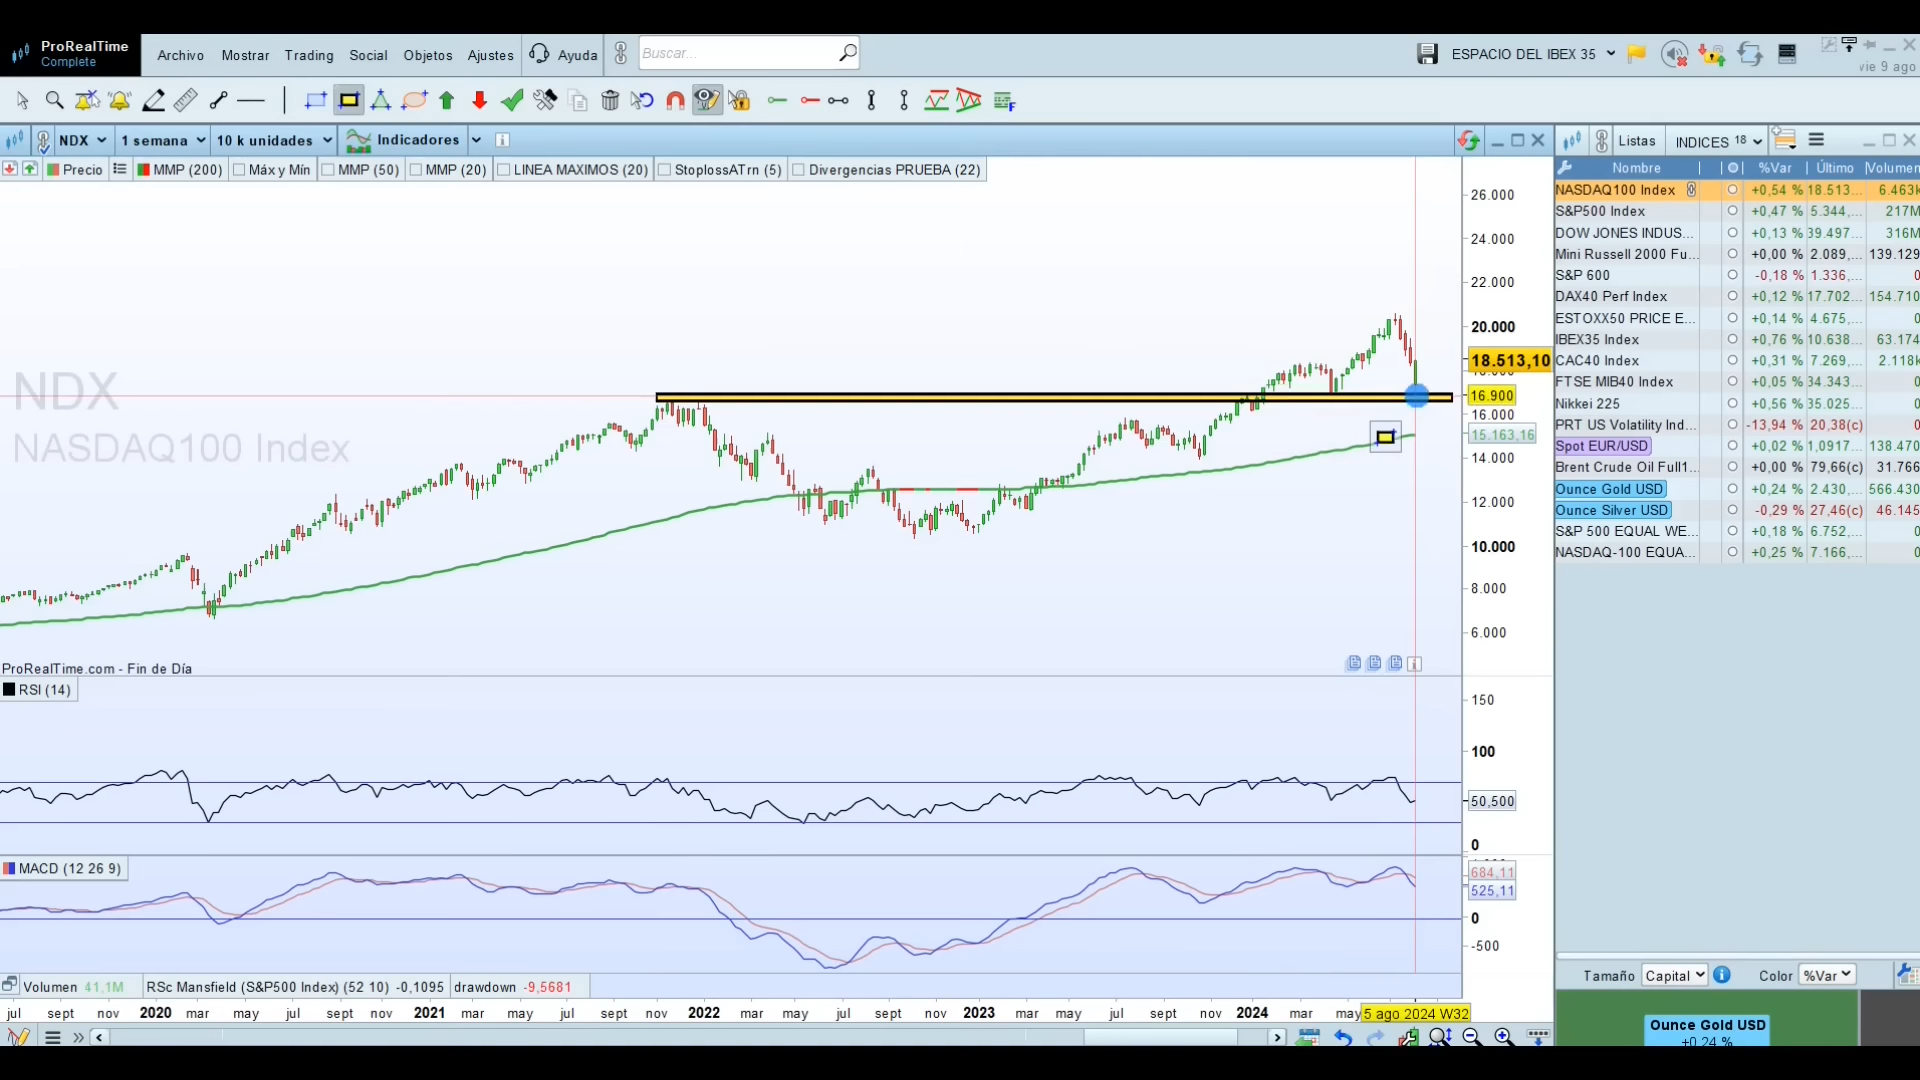 ProRealTime
Complete
Archivo Mostrar Trading Social Objetos Ajustes Ayuda Buscar... ESPACIO DEL IBEX 35
vie 9 ago
NDX 1 semana 10 k unidades Indicadores Listas INDICES 18
Precio MMP (200) Máx y Mín MMP (50) MMP (20) LINEA MAXIMOS (20) StoplossATrn (5) Divergencias PRUEBA (22)
Nombre %Var Último Volumen
NASDAQ100 Index +0,54 % 18.513... 6.463k
S&P500 Index +0,47 % 5.344,... 217M
DOW JONES INDUS... +0,13 % 39.497... 316M
Mini Russell 2000 Fu... +0,00 % 2.089,... 139.129
S&P 600 -0,18 % 1.336,... 0
DAX40 Perf Index +0,12 % 17.702... 154.710
ESTOXX50 PRICE E... +0,14 % 4.675,... 0
IBEX35 Index +0,76 % 10.638... 63.174
CAC40 Index +0,31 % 7.269,... 2.118k
FTSE MIB40 Index +0,05 % 34.343... 0
Nikkei 225 +0,56 % 35.025... 0
PRT US Volatility Ind... -13,94 % 20,38(c) 0
Spot EUR/USD +0,02 % 1,0917... 138.470
Brent Crude Oil Full1... +0,00 % 79,66(c) 31.766
Ounce Gold USD +0,24 % 2.430,... 566.430
Ounce Silver USD -0,29 % 27,46(c) 46.145
S&P 500 EQUAL WE... +0,18 % 6.752,... 0
NASDAQ-100 EQUA... +0,25 % 7.166,... 0
26.000
24.000
22.000
20.000
18.513,10
16.900
16.000
15.163,16
14.000
12.000
10.000
8.000
6.000
NDX
NASDAQ100 Index
ProRealTime.com - Fin de Día
RSI (14)
150
100
50,500
0
MACD (12 26 9)
684,11
525,11
0
-500
Volumen 41,1M RSc Mansfield (S&P500 Index) (52 10) -0,1095 drawdown -9,5681
jul sept nov 2020 mar may jul sept nov 2021 mar may jul sept nov 2022 mar may jul sept nov 2023 mar may jul sept nov 2024 mar may 5 ago 2024 W32
Tamaño Capital Color %Var
Ounce Gold USD
+0,24 %